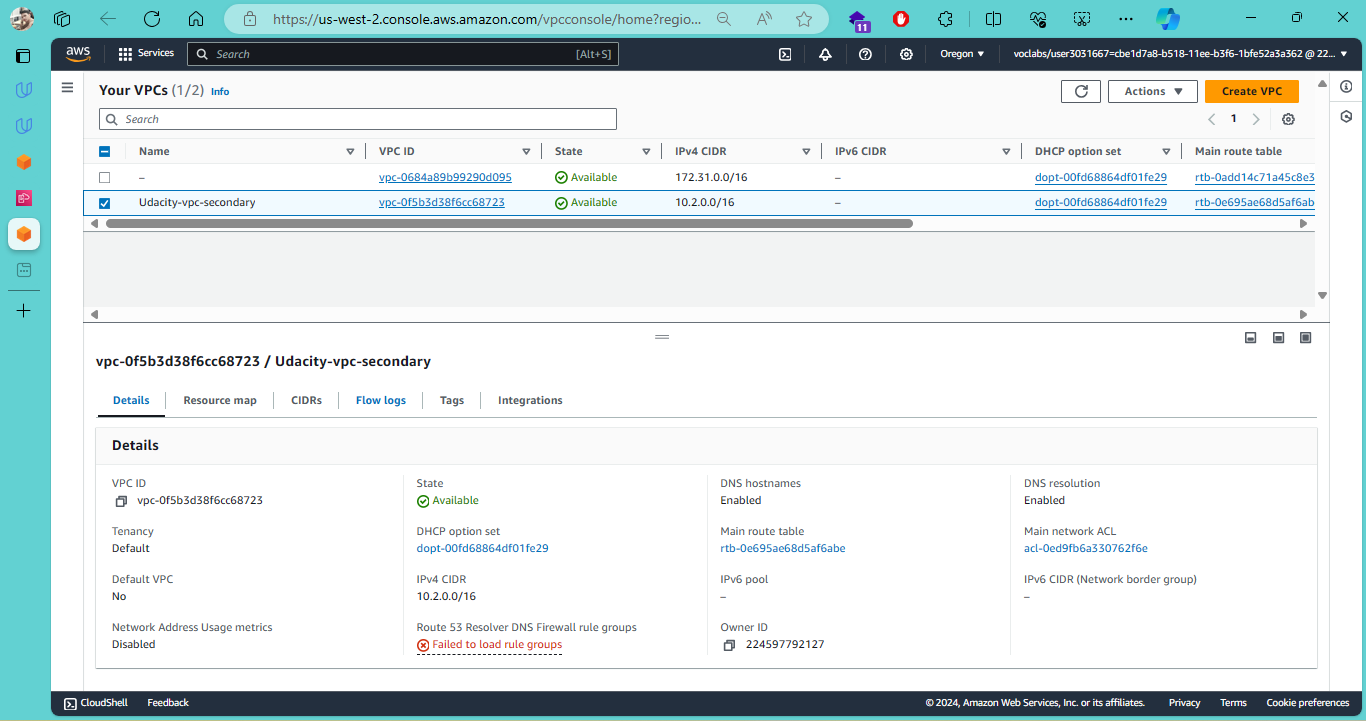 https://us-west-2.console.aws.amazon.com/vpcconsole/home?regio...
11
aws
Services
Search
[Alt+S]
Oregon
voclabs/user3031667=cbe1d7a8-b518-11ee-b3f6-1bfe52a3a362 @ 22...
Your VPCs (1/2) Info
Actions
Create VPC
Search
1
Name VPC ID State IPv4 CIDR IPv6 CIDR DHCP option set Main route table
– vpc-0684a89b99290d095 Available 172.31.0.0/16 – dopt-00fd68864df01fe29 rtb-0add14c71a45c8e3
Udacity-vpc-secondary vpc-0f5b3d38f6cc68723 Available 10.2.0.0/16 – dopt-00fd68864df01fe29 rtb-0e695ae68d5af6ab
vpc-0f5b3d38f6cc68723 / Udacity-vpc-secondary
Details Resource map CIDRs Flow logs Tags Integrations
Details
VPC ID
vpc-0f5b3d38f6cc68723
State
Available
DNS hostnames
Enabled
DNS resolution
Enabled
Tenancy
Default
DHCP option set
dopt-00fd68864df01fe29
Main route table
rtb-0e695ae68d5af6abe
Main network ACL
acl-0ed9fb6a330762f6e
Default VPC
No
IPv4 CIDR
10.2.0.0/16
IPv6 pool
–
IPv6 CIDR (Network border group)
–
Network Address Usage metrics
Disabled
Route 53 Resolver DNS Firewall rule groups
Failed to load rule groups
Owner ID
224597792127
CloudShell Feedback © 2024, Amazon Web Services, Inc. or its affiliates. Privacy Terms Cookie preferences